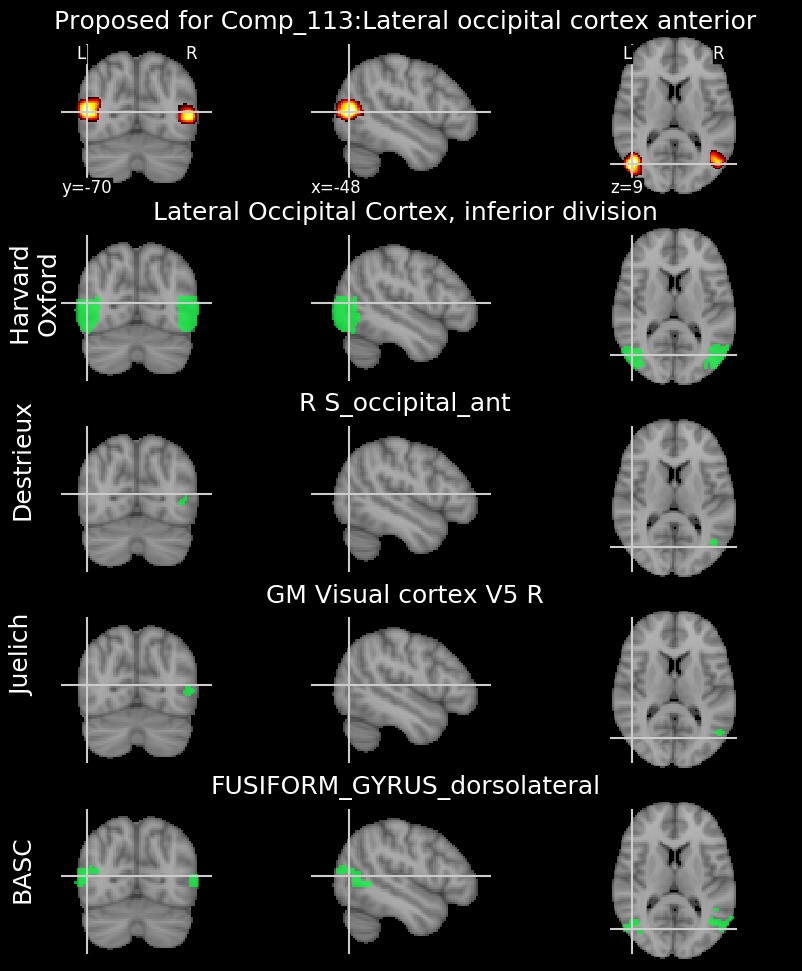 Proposed for Comp_113:Lateral occipital cortex anterior
L R L R
y=-70 x=-48 z=9
Lateral Occipital Cortex, inferior division
Harvard
Oxford
R S_occipital_ant
Destrieux
GM Visual cortex V5 R
Juelich
FUSIFORM_GYRUS_dorsolateral
BASC